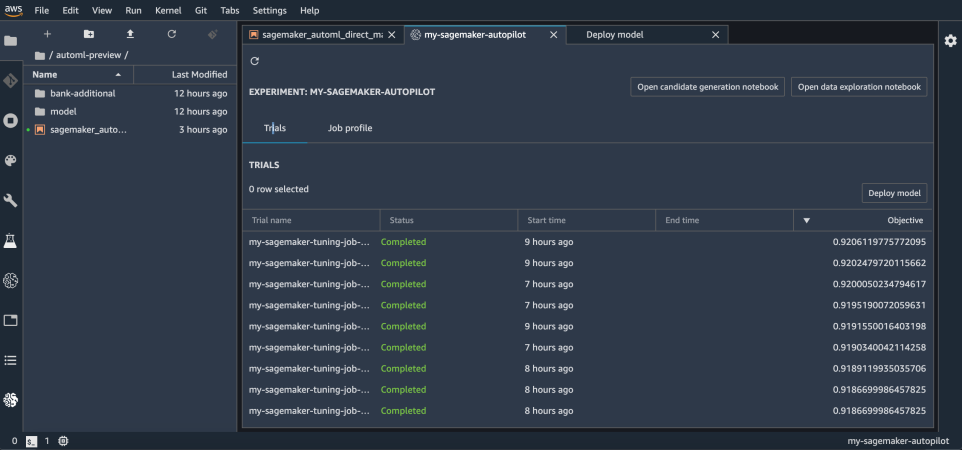 aws File Edit View Run Kernel Git Tabs Settings Help
sagemaker_automl_direct_ma
my-sagemaker-autopilot
Deploy model
/ automl-preview /
Name Last Modified
bank-additional 12 hours ago
model 12 hours ago
sagemaker_auto... 3 hours ago
EXPERIMENT: MY-SAGEMAKER-AUTOPILOT
Open candidate generation notebook
Open data exploration notebook
Trials Job profile
TRIALS
0 row selected
Deploy model
Trial name Status Start time End time Objective
my-sagemaker-tuning-job-... Completed 9 hours ago 0.9206119775772095
my-sagemaker-tuning-job-... Completed 9 hours ago 0.9202479720115662
my-sagemaker-tuning-job-... Completed 7 hours ago 0.9200050234794617
my-sagemaker-tuning-job-... Completed 7 hours ago 0.9195190072059631
my-sagemaker-tuning-job-... Completed 9 hours ago 0.9191550016403198
my-sagemaker-tuning-job-... Completed 7 hours ago 0.9190340042114258
my-sagemaker-tuning-job-... Completed 8 hours ago 0.9189119935035706
my-sagemaker-tuning-job-... Completed 8 hours ago 0.9186699986457825
my-sagemaker-tuning-job-... Completed 8 hours ago 0.9186699986457825
0 $_ 1 my-sagemaker-autopilot